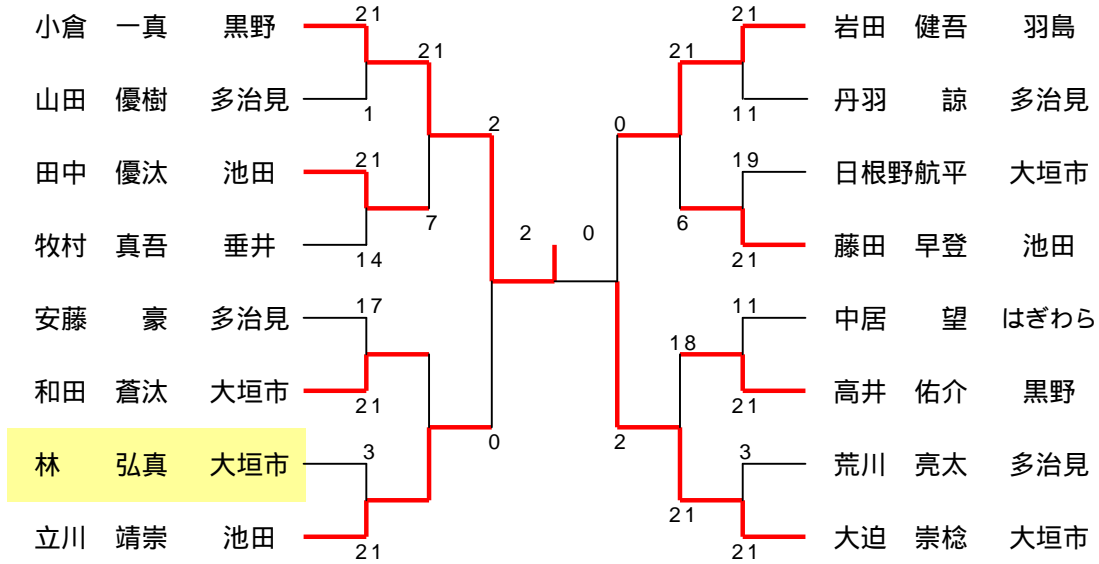 小倉 一真 黒野 21 21 岩田 健吾 羽島
21 21
山田 優樹 多治見 1 11 丹羽 諒 多治見
2 0
田中 優汰 池田 21 19 日根野航平 大垣市
7 6
2 0
牧村 真吾 垂井 14 21 藤田 早登 池田
安藤 豪 多治見 17 11 中居 望 はぎわら
18
和田 蒼汰 大垣市 21 21 高井 佑介 黒野
0 2
林 弘真 大垣市 3 3 荒川 亮太 多治見
21
立川 靖崇 池田 21 21 大迫 崇稔 大垣市